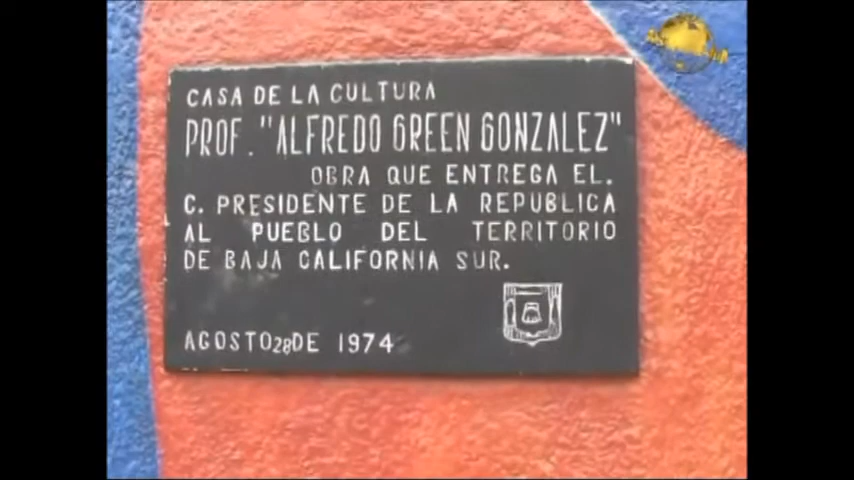 CASA DE LA CULTURA
PROF. "ALFREDO GREEN GONZALEZ"
OBRA QUE ENTREGA EL.
C. PRESIDENTE DE LA REPUBLICA
AL PUEBLO DEL TERRITORIO
DE BAJA CALIFORNIA SUR.
AGOSTO 28 DE 1974